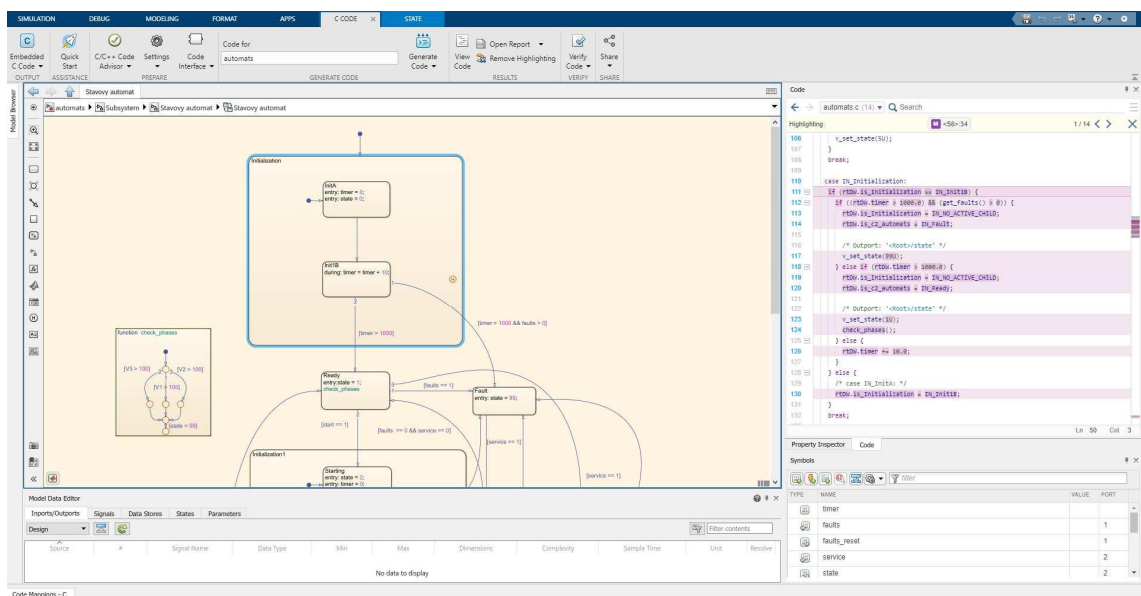 SIMULATION DEBUG MODELING FORMAT APPS C CODE × STATE
Embedded C Code
Quick Start
C/C++ Code Advisor
Settings
Code Interface
Code for
automats
Generate Code
View Code
Open Report
Remove Highlighting
Verify Code
Share
OUTPUT ASSISTANCE PREPARE GENERATE CODE RESULTS VERIFY SHARE
Model Browser
Stavovy automat
automats Subsystem Stavovy automat Stavovy automat
Initialization
InitA
entry: timer = 0;
entry: state = 0;
Init1B
during: timer = timer + 10;
1
2
[timer > 1000]
[timer > 1000 && faults > 0]
function check_phases
[V3 > 100]
2
3
[V2 > 100]
[V1 > 100]
{state = 99}
Ready
entry:state = 1;
check_phases
3
1
2
[faults == 1]
Fault
entry: state = 99;
[start == 1]
[faults == 0 && service == 0]
[service == 1]
[service == 1]
Initialization1
Starting
entry: state = 2;
entry: timer = 0;
Code
automats.c (14) Search
Highlighting: M <S6>:34 1 / 14
106 v_set_state(5U);
107 }
108 break;
109
110 case IN_Initialization:
111 if (rtDW.is_Initialization == IN_Init1B) {
112 if ((rtDW.timer > 1000.0) && (get_faults() > 0)) {
113 rtDW.is_Initialization = IN_NO_ACTIVE_CHILD;
114 rtDW.is_c2_automats = IN_Fault;
115
116 /* Outport: '<Root>/state' */
117 v_set_state(99U);
118 } else if (rtDW.timer > 1000.0) {
119 rtDW.is_Initialization = IN_NO_ACTIVE_CHILD;
120 rtDW.is_c2_automats = IN_Ready;
121
122 /* Outport: '<Root>/state' */
123 v_set_state(1U);
124 check_phases();
125 } else {
126 rtDW.timer += 10.0;
127 }
128 } else {
129 /* case IN_InitA: */
130 rtDW.is_Initialization = IN_Init1B;
131 }
132 break;
Ln 50 Col 3
Property Inspector Code
Symbols
filter
TYPE NAME VALUE PORT
timer
faults 1
faults_reset 1
service 2
state 2
Model Data Editor
Inports/Outports Signals Data Stores States Parameters
Design
Filter contents
Source # Signal Name Data Type Min Max Dimensions Complexity Sample Time Unit Resolve
No data to display
Code Mappings - C